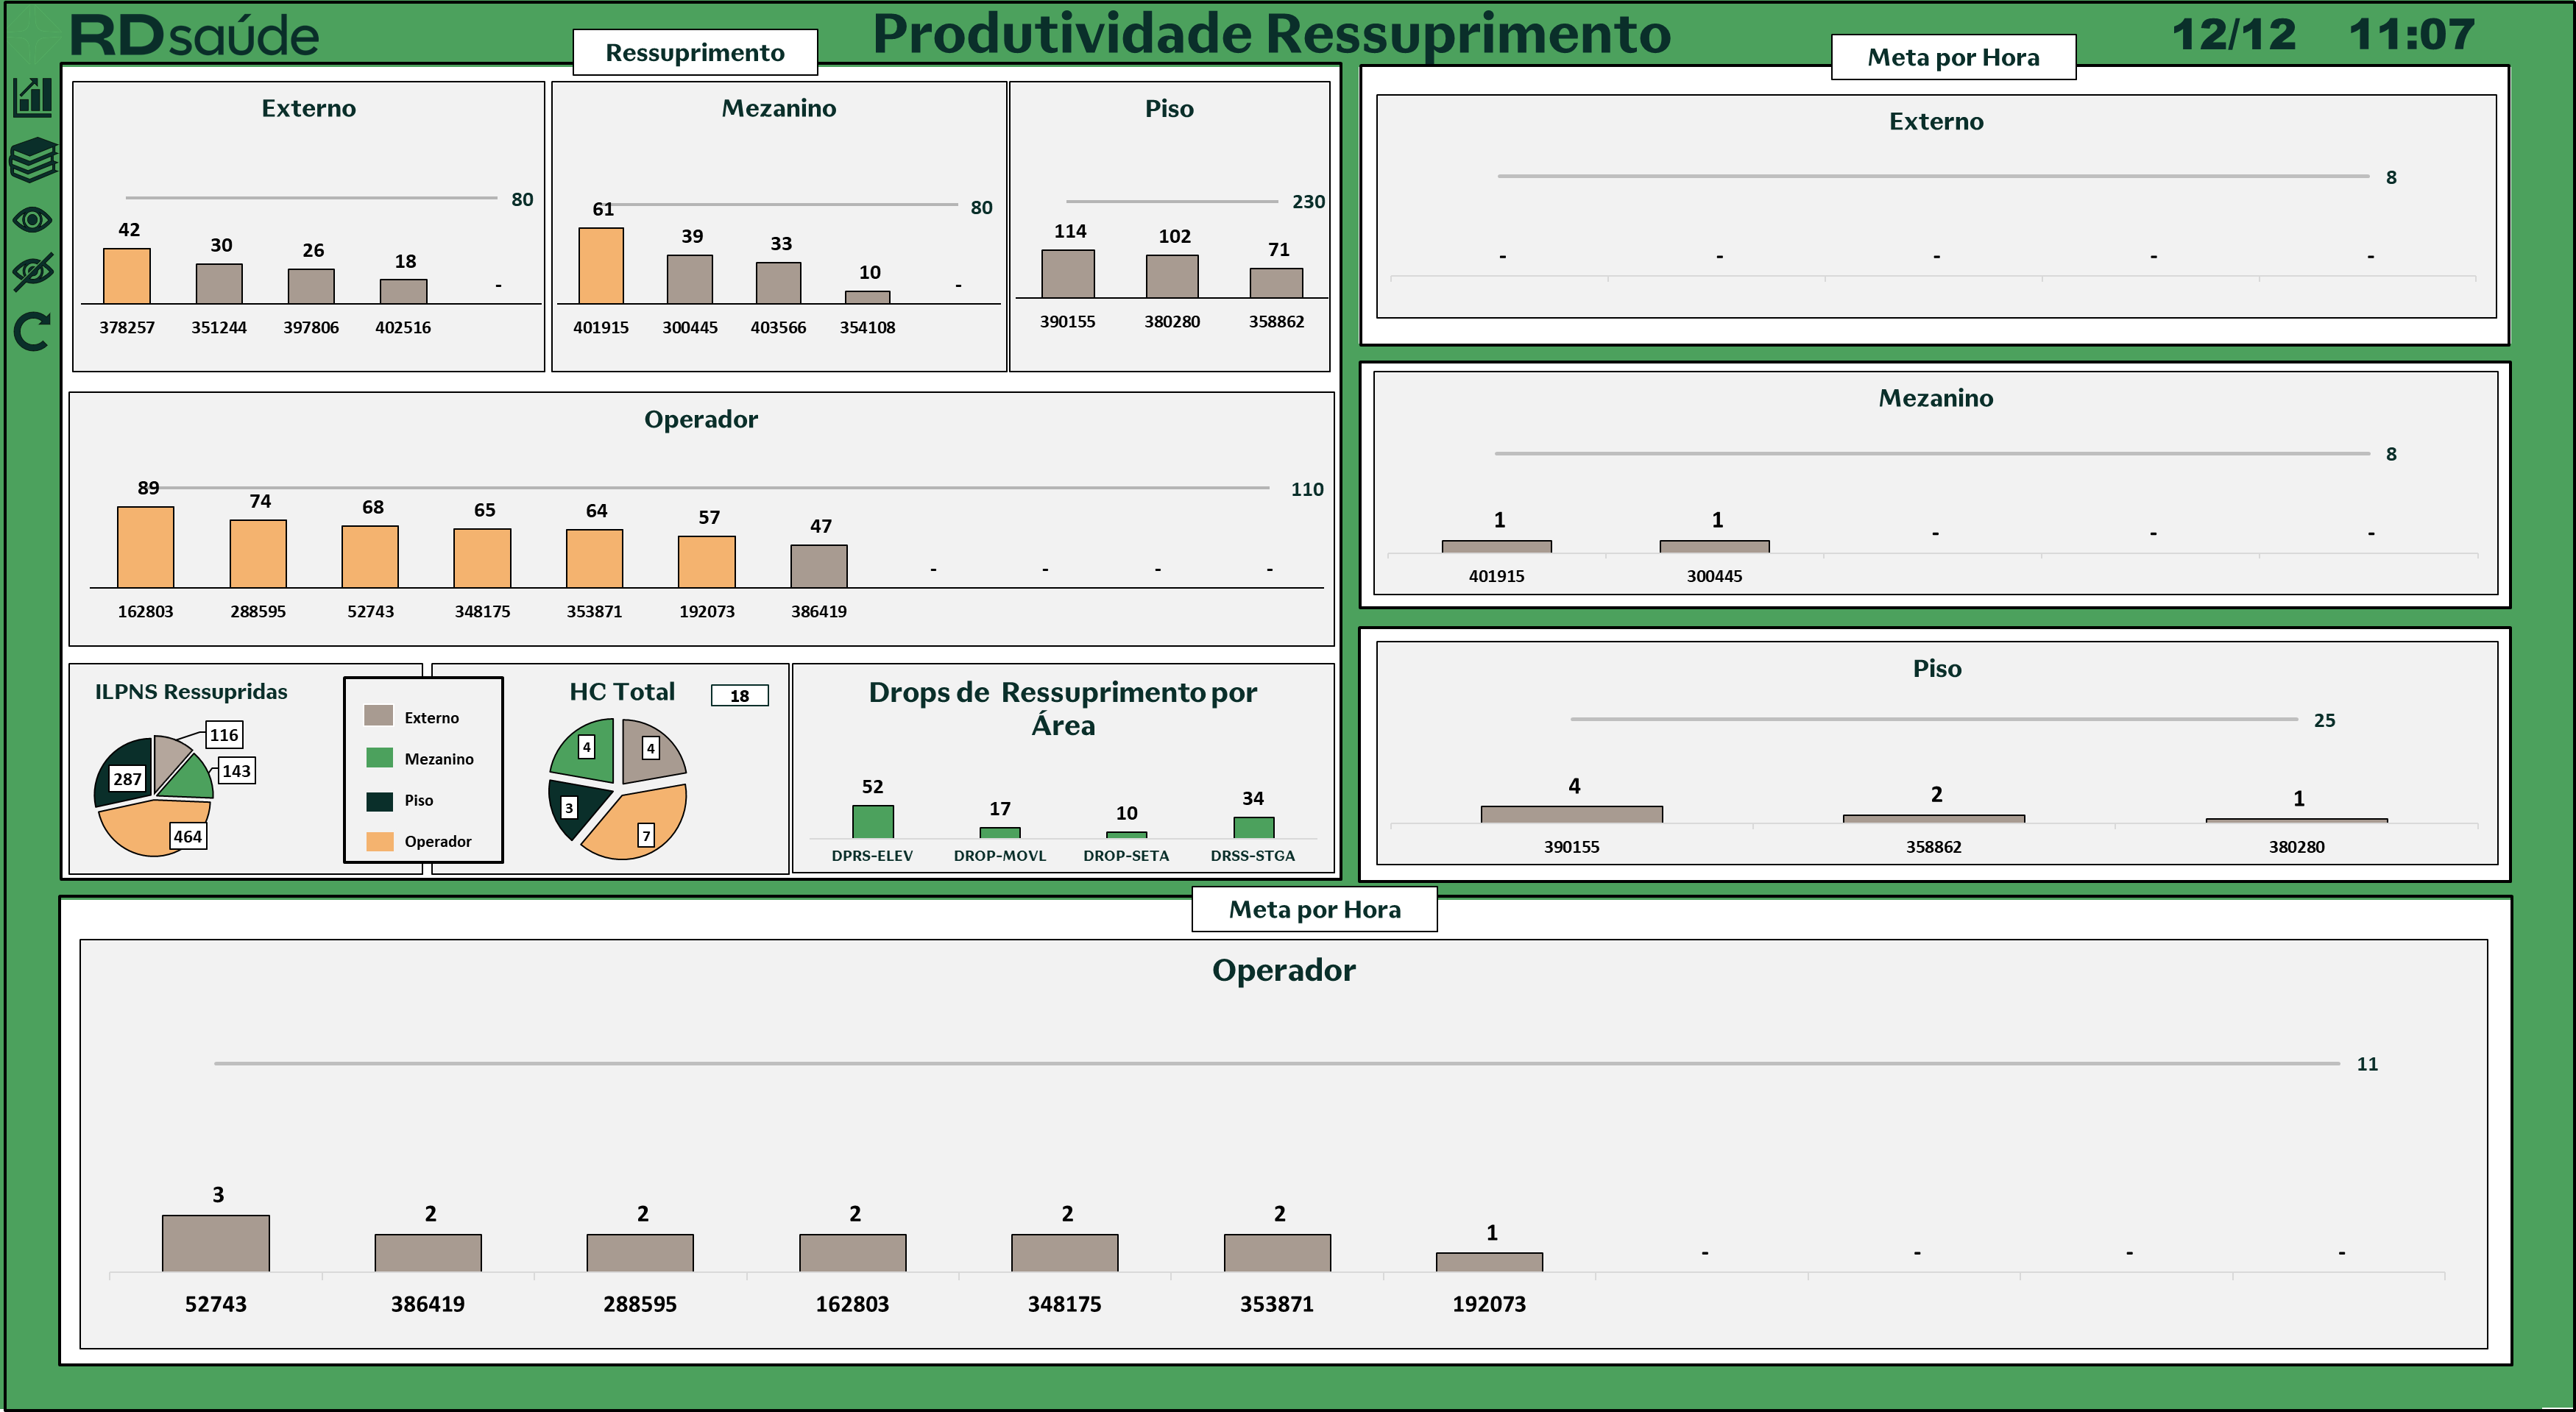 RDsaúde
Produtividade Ressuprimento
12/12 11:07
Ressuprimento
Externo
80
42 30 26 18 -
378257 351244 397806 402516
Mezanino
80
61 39 33 10 -
401915 300445 403566 354108
Piso
230
114 102 71
390155 380280 358862
Operador
110
89 74 68 65 64 57 47 - - - -
162803 288595 52743 348175 353871 192073 386419
ILPNS Ressupridas
116
143
287
464
Externo
Mezanino
Piso
Operador
HC Total 18
4 4
3
7
Drops de Ressuprimento por
Área
52 17 10 34
DPRS-ELEV DROP-MOVL DROP-SETA DRSS-STGA
Meta por Hora
Externo
8
- - - - -
Mezanino
8
1 1 - - -
401915 300445
Piso
25
4 2 1
390155 358862 380280
Meta por Hora
Operador
11
3 2 2 2 2 2 1 - - - -
52743 386419 288595 162803 348175 353871 192073